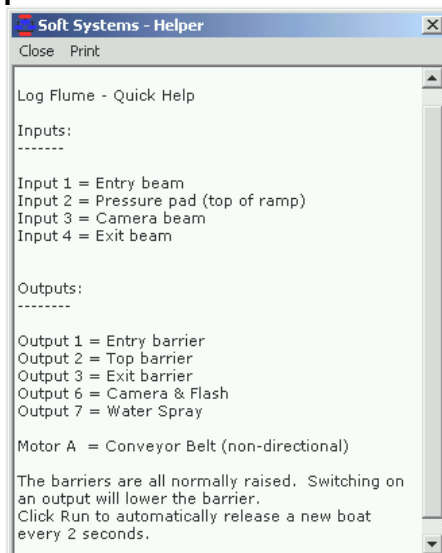 Soft Systems - Helper
Close Print
Log Flume - Quick Help
Inputs:
-------
Input 1 = Entry beam
Input 2 = Pressure pad (top of ramp)
Input 3 = Camera beam
Input 4 = Exit beam
Outputs:
--------
Output 1 = Entry barrier
Output 2 = Top barrier
Output 3 = Exit barrier
Output 6 = Camera & Flash
Output 7 = Water Spray
Motor A = Conveyor Belt (non-directional)
The barriers are all normally raised. Switching on
an output will lower the barrier.
Click Run to automatically release a new boat
every 2 seconds.